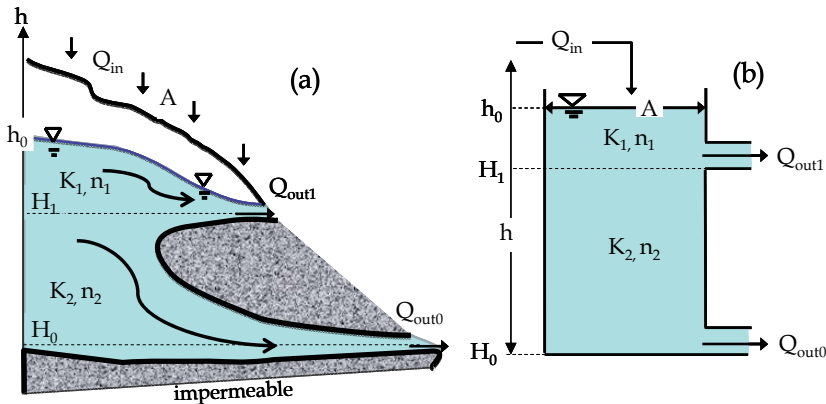 h
Q_in
A
(a)
h_0
K_1, n_1
H_1
Q_out1
K_2, n_2
H_0
Q_out0
impermeable
Q_in
(b)
h_0
A
K_1, n_1
Q_out1
H_1
h
K_2, n_2
H_0
Q_out0